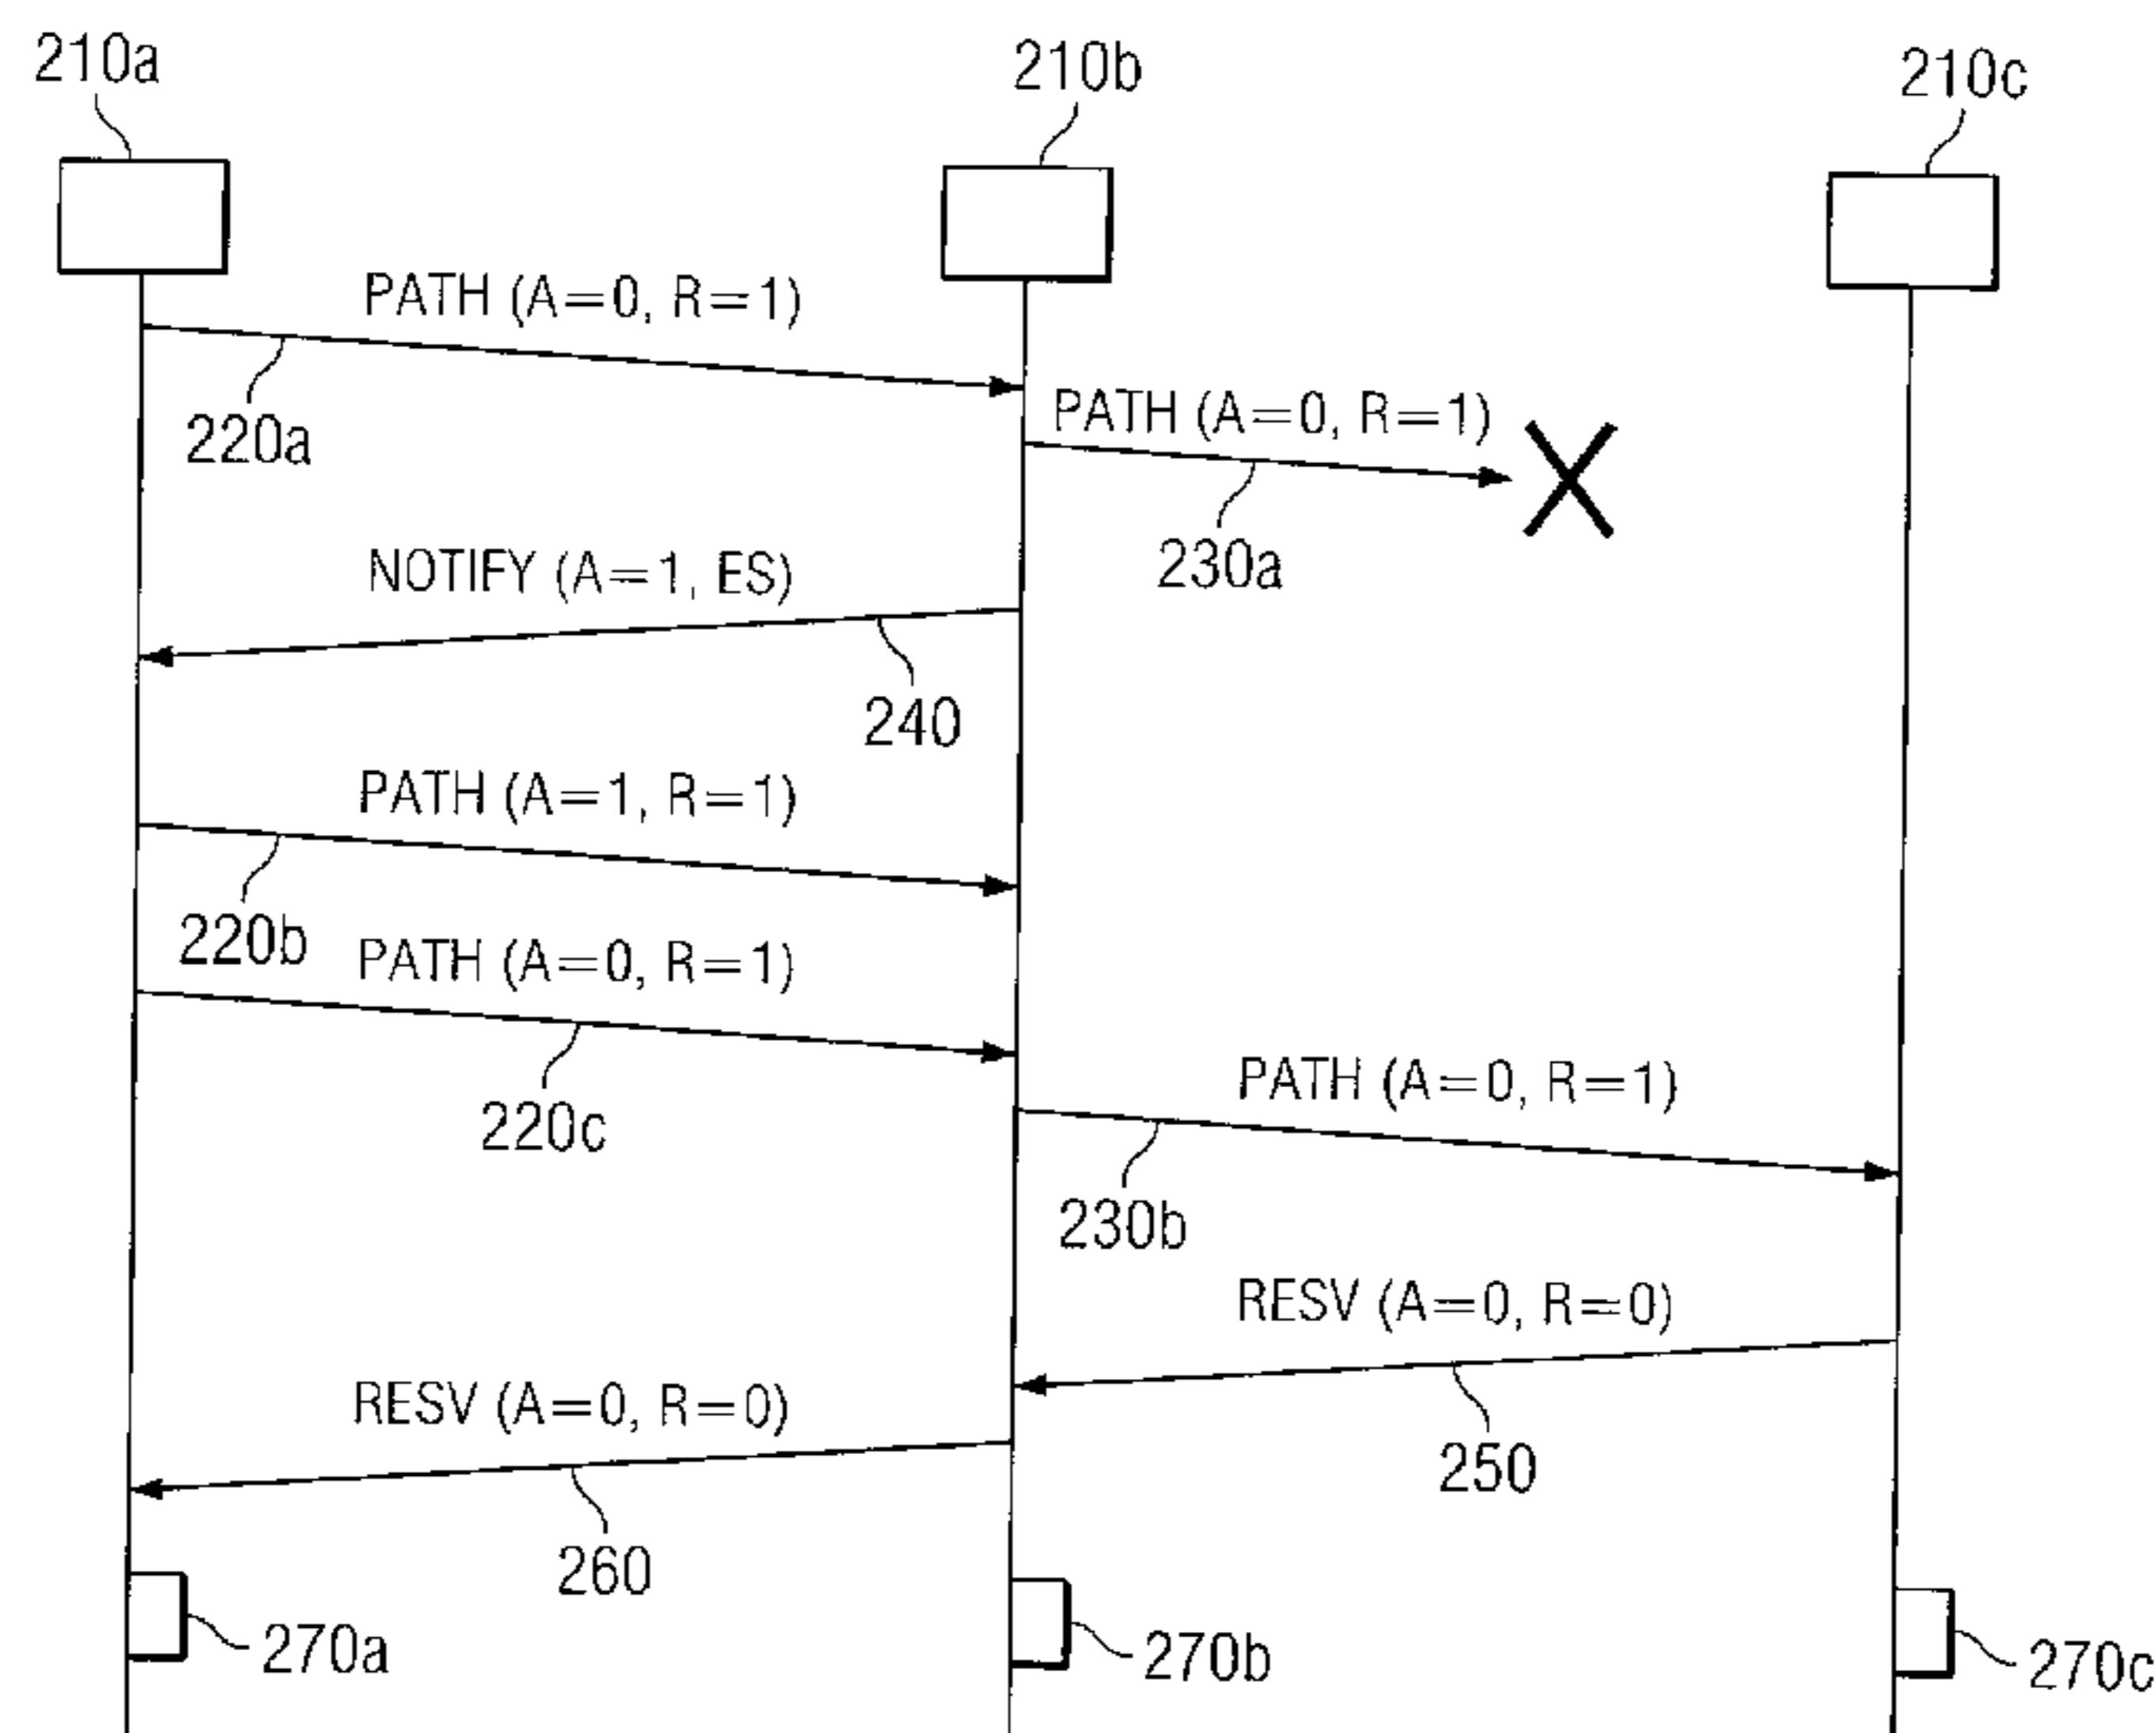 210a
210b
210c
PATH (A=0, R=1)
220a
PATH (A=0, R=1)
230a
NOTIFY (A=1, ES)
240
PATH (A=1, R=1)
220b
PATH (A=0, R=1)
220c
PATH (A=0, R=1)
230b
RESV (A=0, R=0)
250
RESV (A=0, R=0)
260
270a
270b
270c